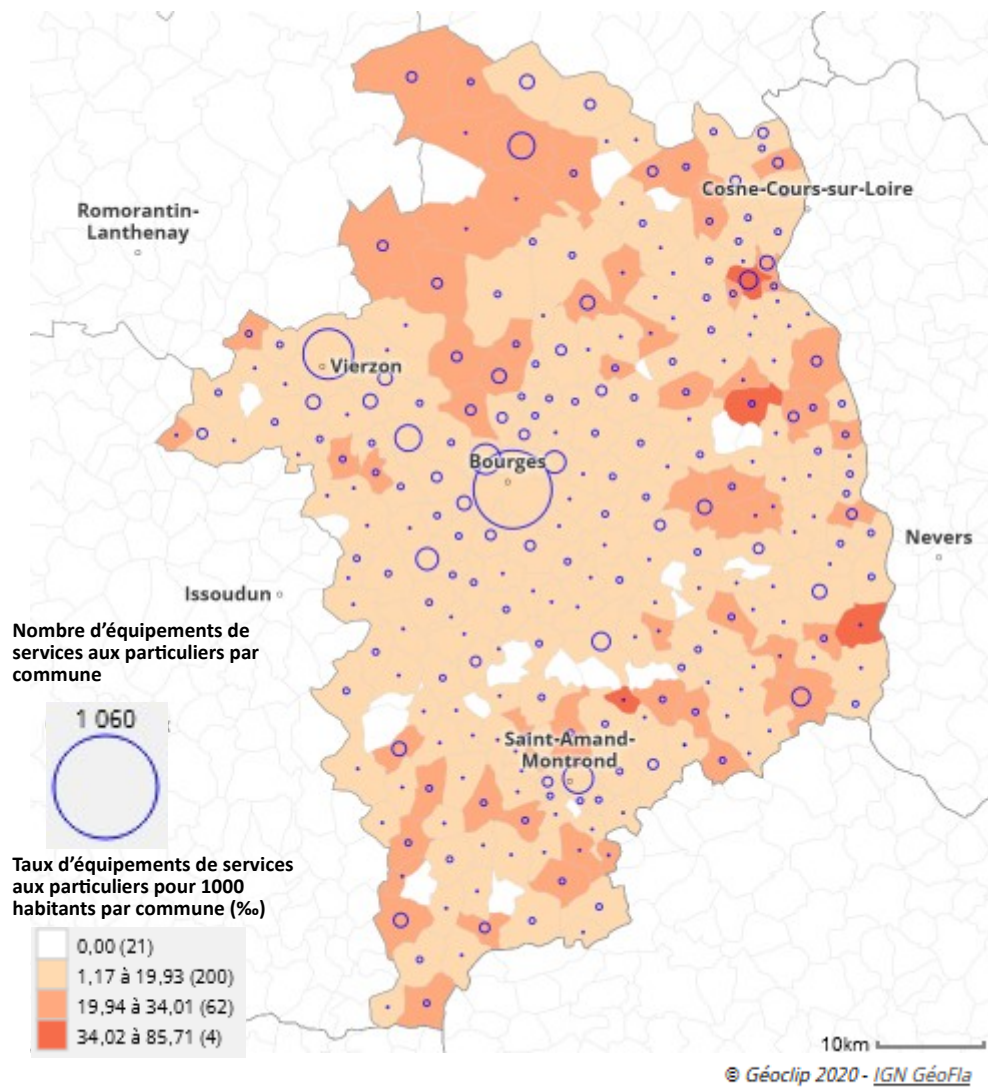 Cosne-Cours-sur-Loire
Romorantin-
Lanthenay
Vierzon
Bourges
Nevers
Issoudun
Nombre d’équipements de
services aux particuliers par
commune
1 060
Saint-Amand-
Montrond
Taux d’équipements de services
aux particuliers pour 1000
habitants par commune (‰)
0,00 (21)
1,17 à 19,93 (200)
19,94 à 34,01 (62)
34,02 à 85,71 (4)
10km
© Géoclip 2020 - IGN GéoFla